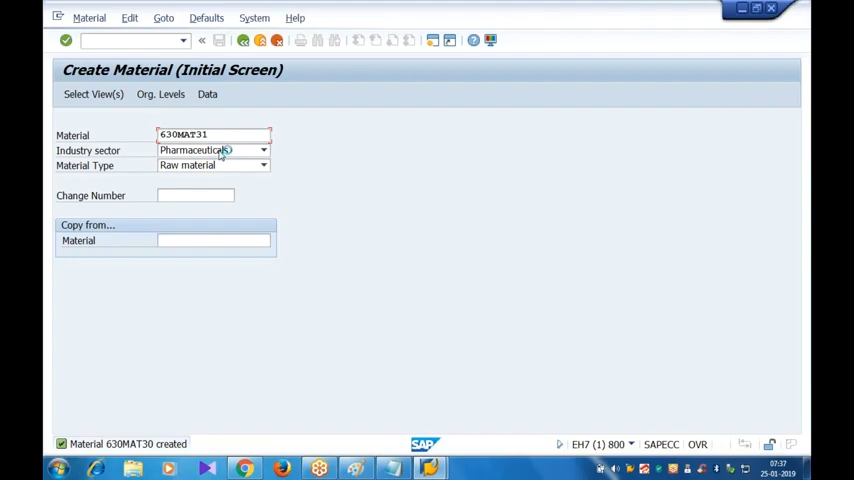 Material Edit Goto Defaults System Help
Create Material (Initial Screen)
Select View(s) Org. Levels Data
Material 630MAT31
Industry sector Pharmaceuticals
Material Type Raw material
Change Number
Copy from...
Material
Material 630MAT30 created
SAP
EH7 (1) 800 SAPECC OVR
07:37
25-01-2019